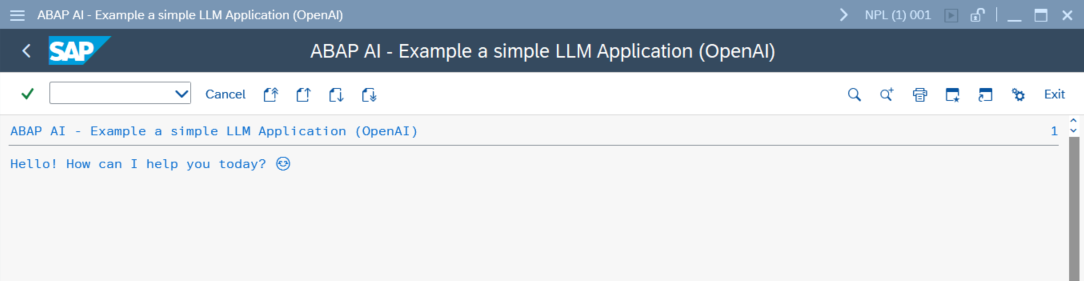 ABAP AI - Example a simple LLM Application (OpenAI) NPL (1) 001
SAP ABAP AI - Example a simple LLM Application (OpenAI)
Cancel Exit
ABAP AI - Example a simple LLM Application (OpenAI) 1
Hello! How can I help you today? 😊